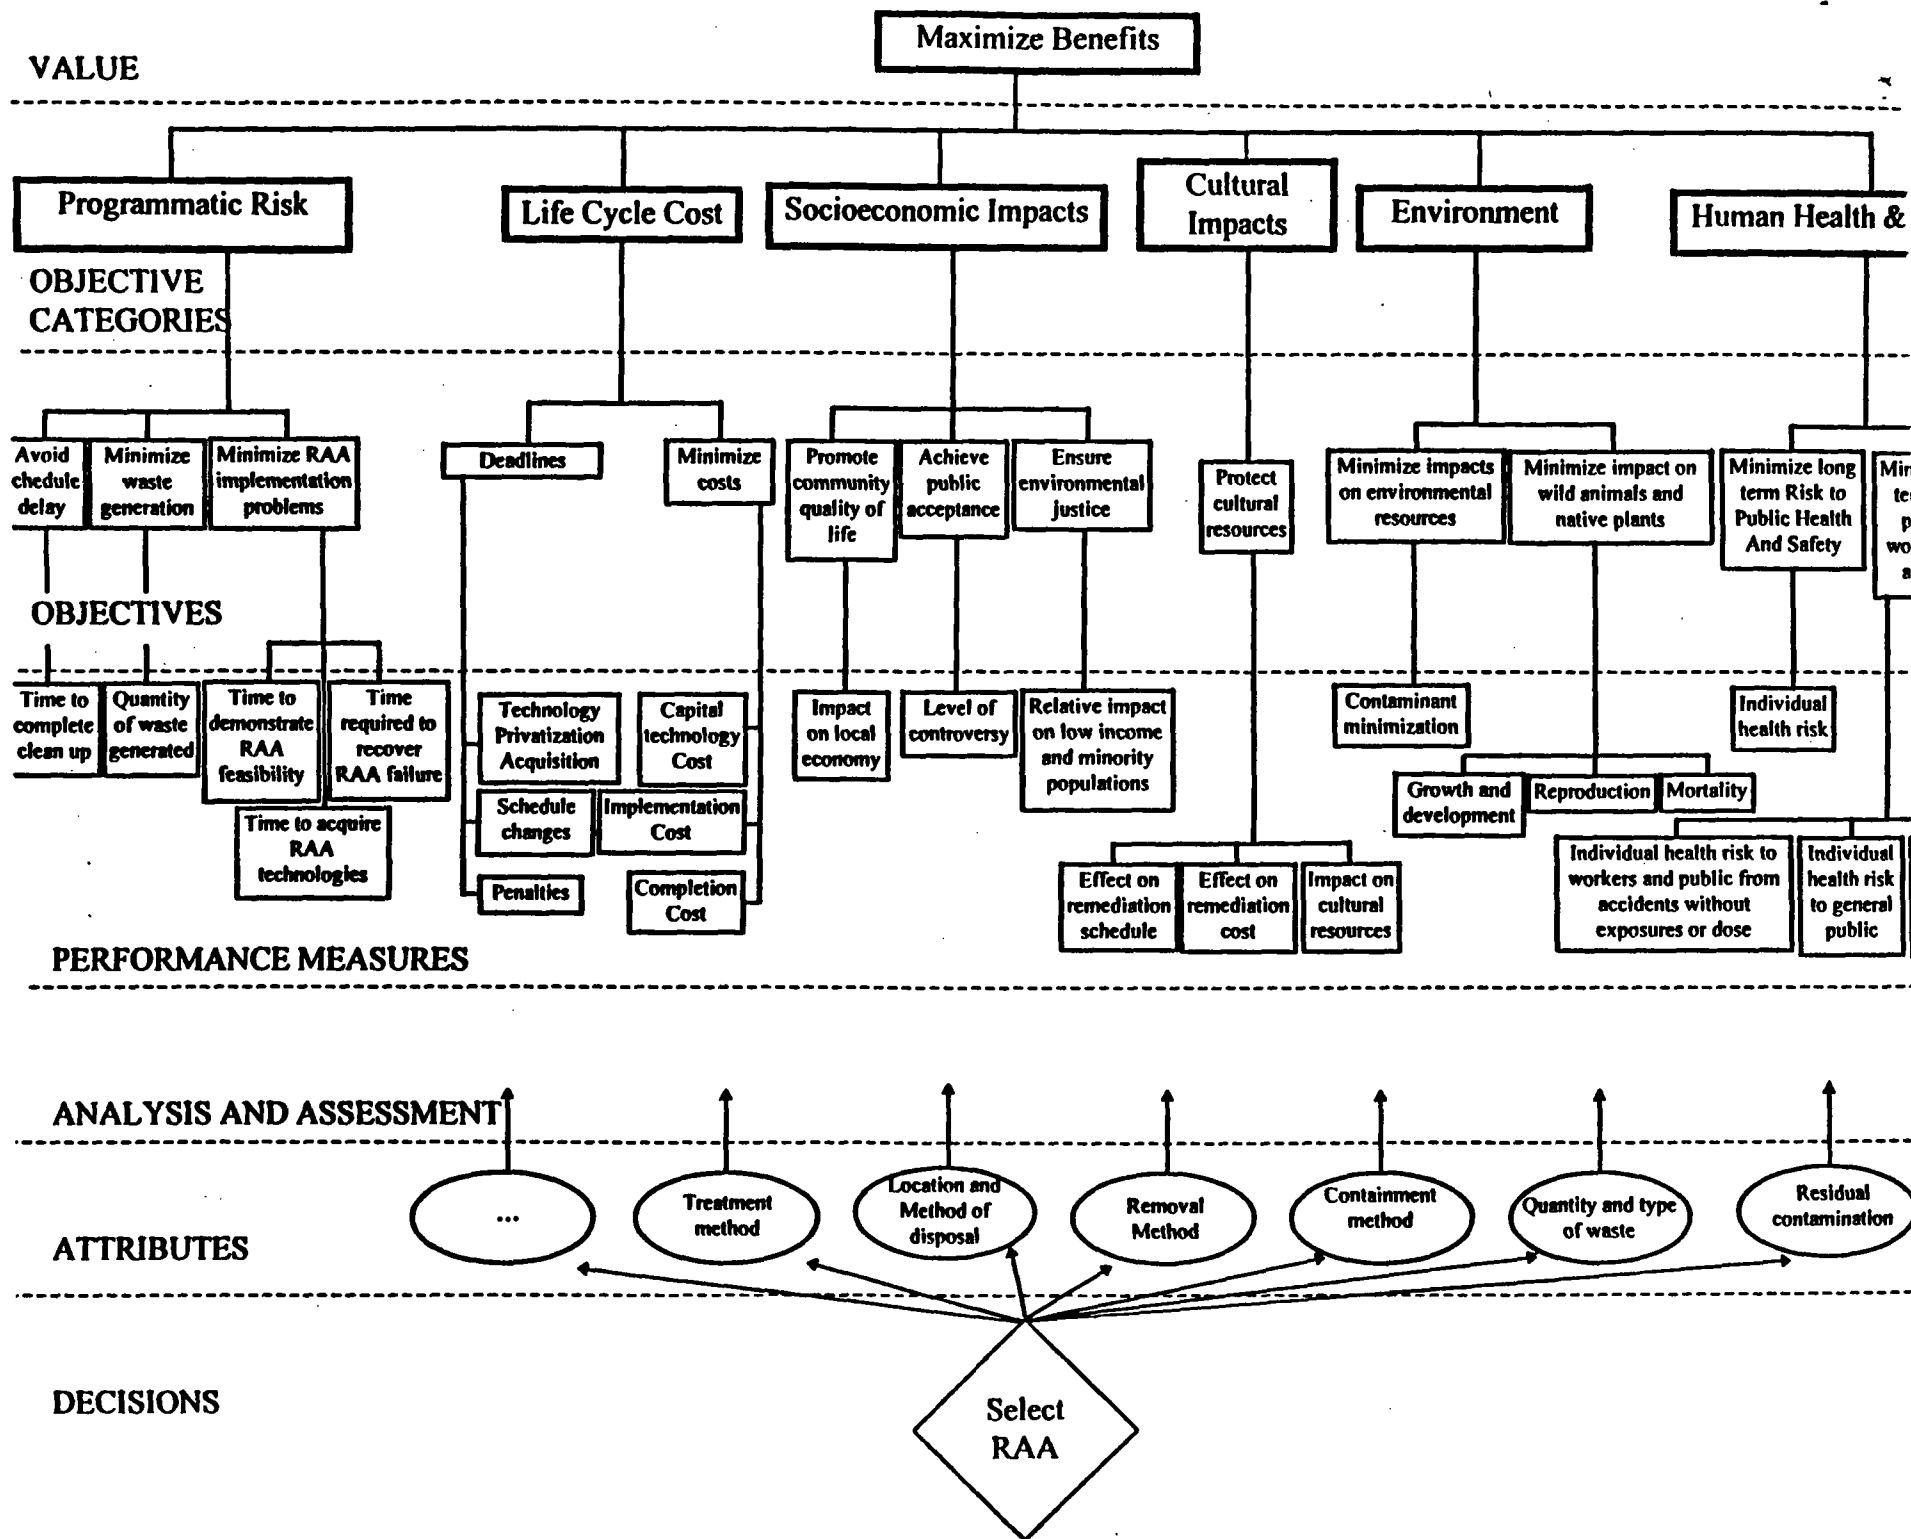 Maximize Benefits
VALUE
Programmatic Risk
Life Cycle Cost
Socioeconomic Impacts
Cultural
Impacts
Environment
Human Health &
OBJECTIVE
CATEGORIES
Avoid
chedule
delay
Minimize
waste
generation
Minimize RAA
implementation
problems
Deadlines
Minimize
costs
Promote
community
quality of
life
Achieve
public
acceptance
Ensure
environmental
justice
Protect
cultural
resources
Minimize impacts
on environmental
resources
Minimize impact on
wild animals and
native plants
Minimize long
term Risk to
Public Health
And Safety
OBJECTIVES
Time to
complete
clean up
Quantity
of waste
generated
Time to
demonstrate
RAA
feasibility
Time
required to
recover
RAA failure
Time to acquire
RAA
technologies
Technology
Privatization
Acquisition
Schedule
changes
Penalties
Capital
technology
Cost
Implementation
Cost
Completion
Cost
Impact
on local
economy
Level of
controversy
Relative impact
on low income
and minority
populations
Effect on
remediation
schedule
Effect on
remediation
cost
Impact on
cultural
resources
Contaminant
minimization
Growth and
development
Reproduction
Mortality
Individual
health risk
Individual health risk to
workers and public from
accidents without
exposures or dose
Individual
health risk
to general
public
PERFORMANCE MEASURES
ANALYSIS AND ASSESSMENT
...
Treatment
method
Location and
Method of
disposal
Removal
Method
Containment
method
Quantity and type
of waste
Residual
contamination
ATTRIBUTES
DECISIONS
Select
RAA